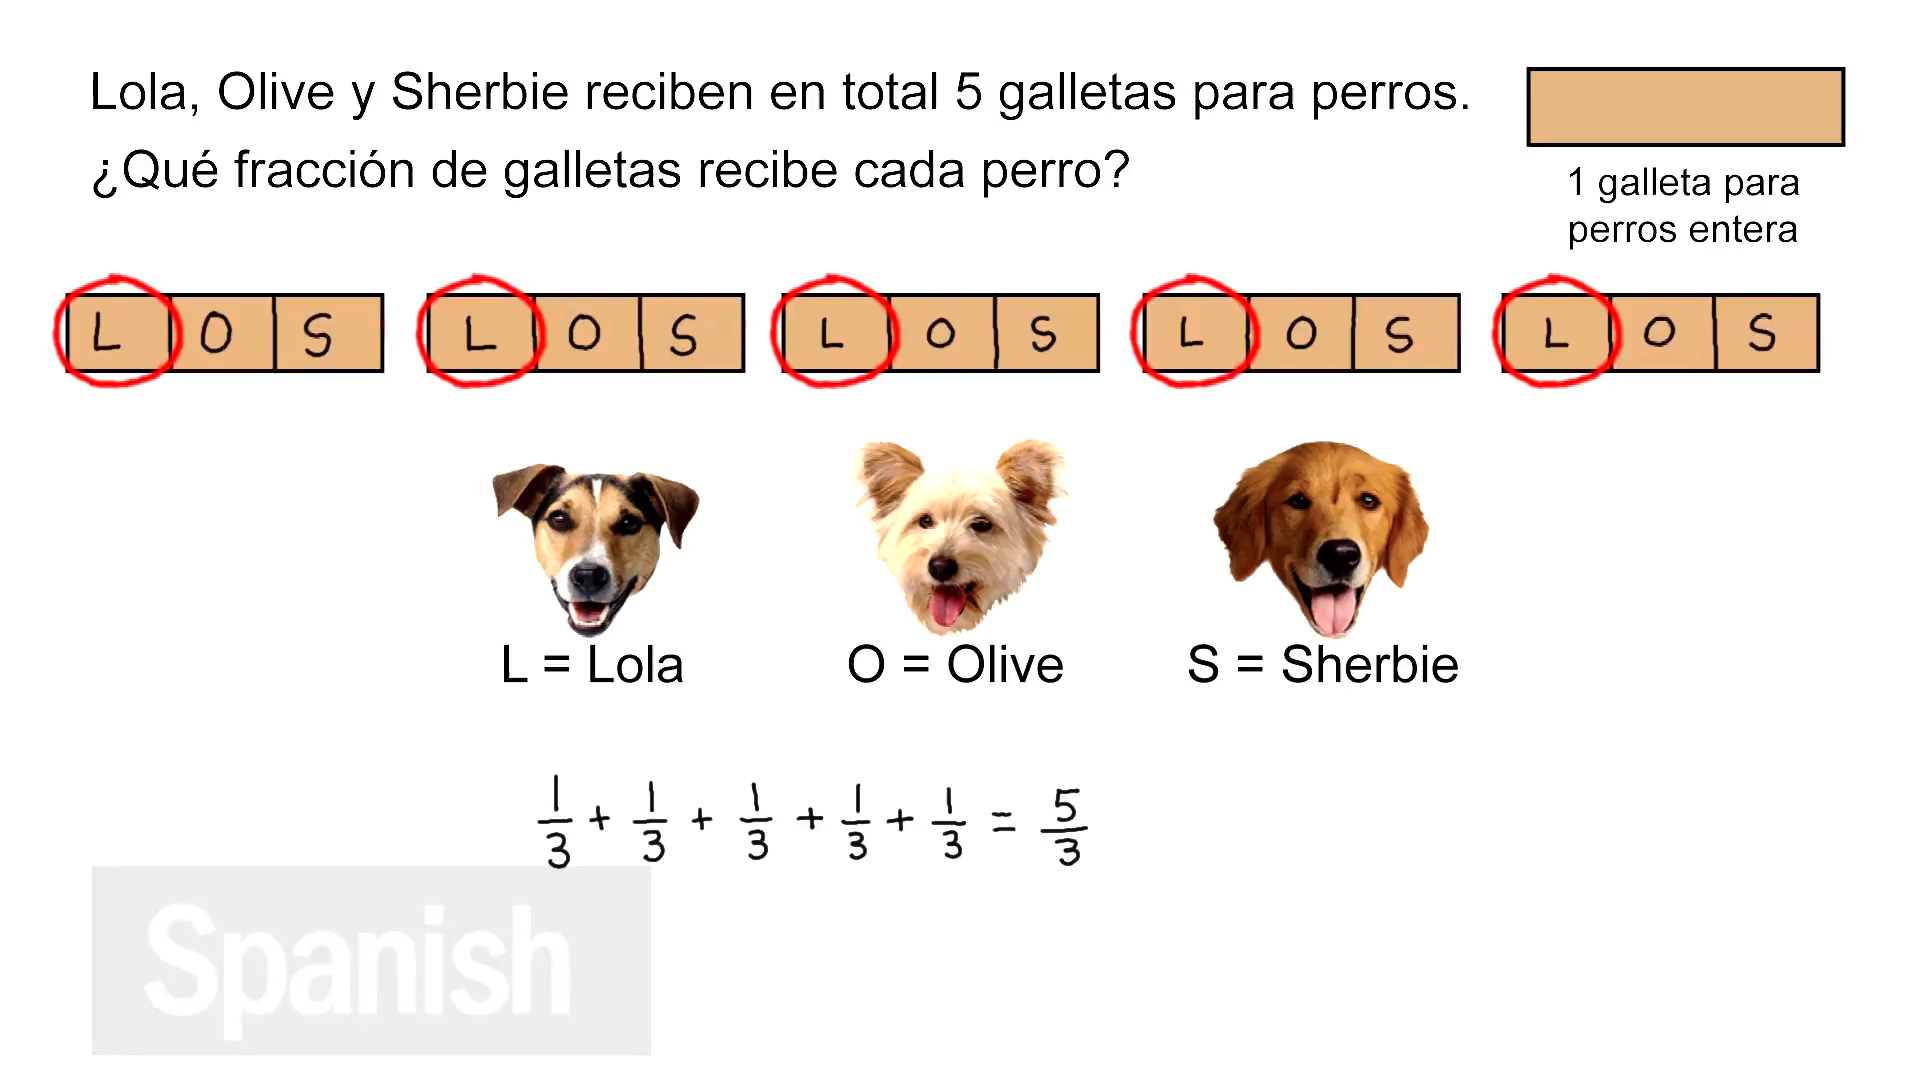 Lola, Olive y Sherbie reciben en total 5 galletas para perros.
¿Qué fracción de galletas recibe cada perro?
1 galleta para
perros entera
L O S L O S L O S L O S L O S
L = Lola O = Olive S = Sherbie
1/3 + 1/3 + 1/3 + 1/3 + 1/3 = 5/3
Spanish